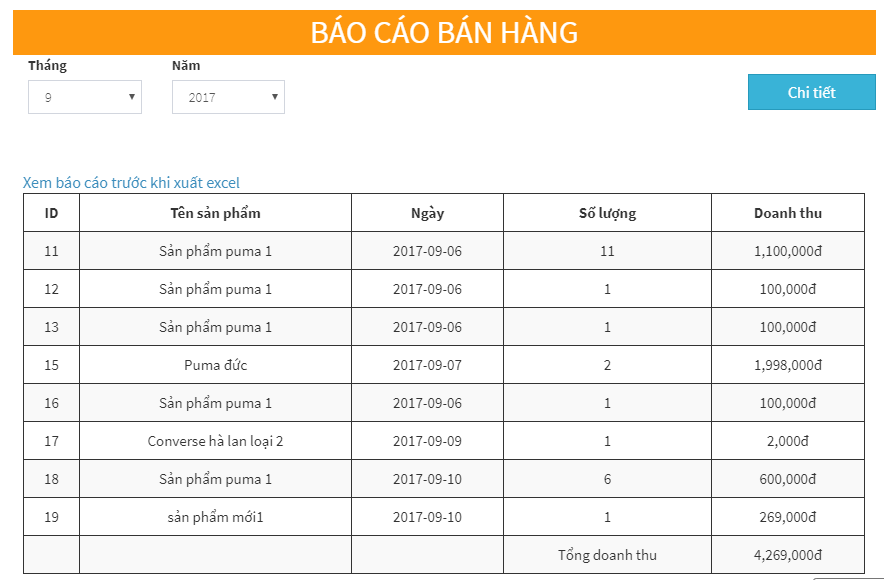 BÁO CÁO BÁN HÀNG
Tháng Năm
9 2017 Chi tiết
Xem báo cáo trước khi xuất excel
ID Tên sản phẩm Ngày Số lượng Doanh thu
11 Sản phẩm puma 1 2017-09-06 11 1,100,000đ
12 Sản phẩm puma 1 2017-09-06 1 100,000đ
13 Sản phẩm puma 1 2017-09-06 1 100,000đ
15 Puma đức 2017-09-07 2 1,998,000đ
16 Sản phẩm puma 1 2017-09-06 1 100,000đ
17 Converse hà lan loại 2 2017-09-09 1 2,000đ
18 Sản phẩm puma 1 2017-09-10 6 600,000đ
19 sản phẩm mới1 2017-09-10 1 269,000đ
Tổng doanh thu 4,269,000đ